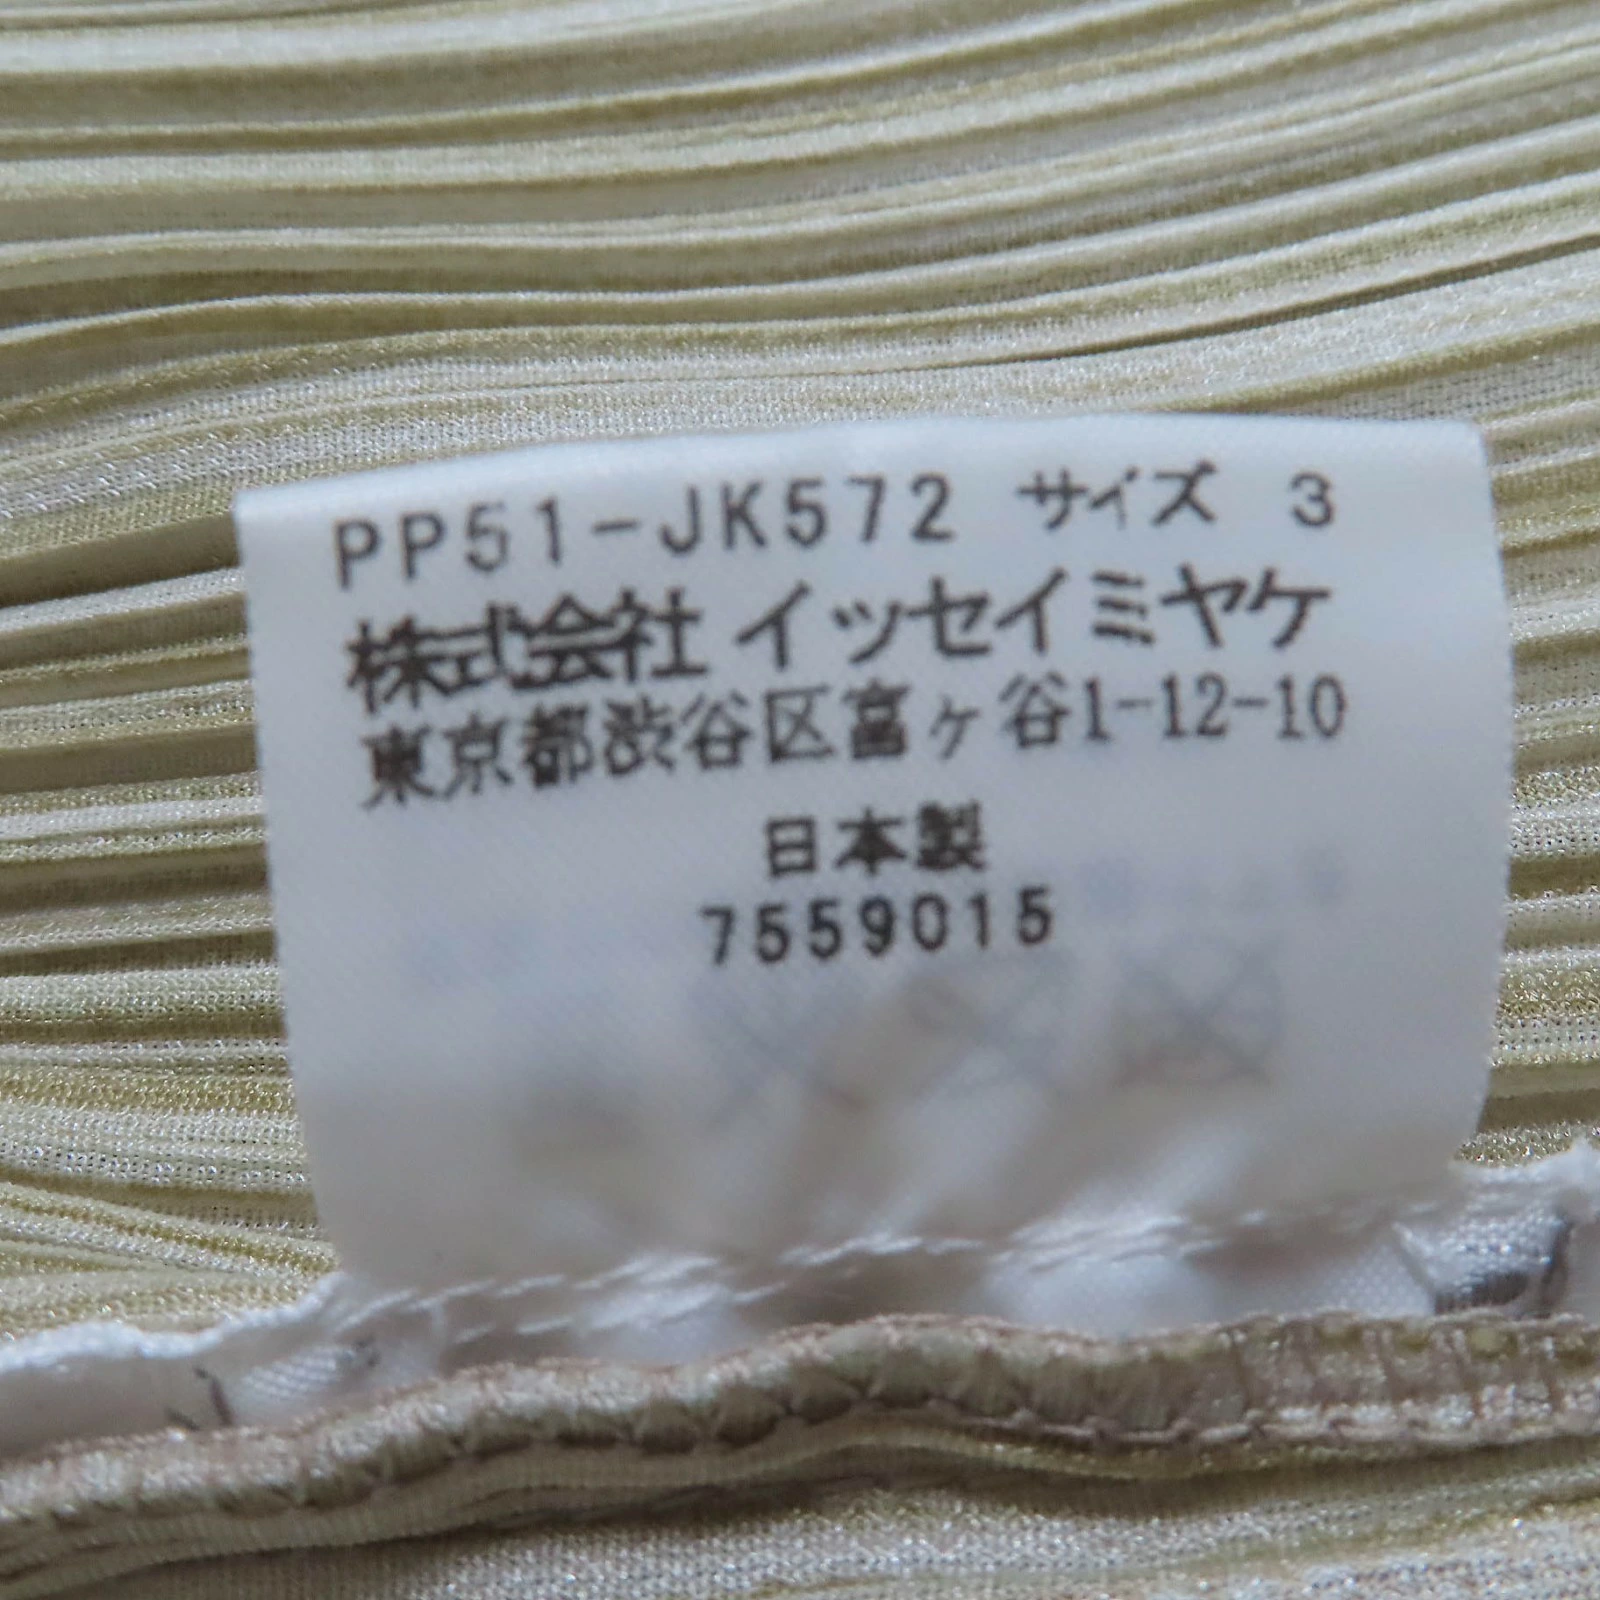 PP51-JK572 サイズ 3
株式会社 イッセイミヤケ
東京都渋谷区富ヶ谷1-12-10
日本製
7559015